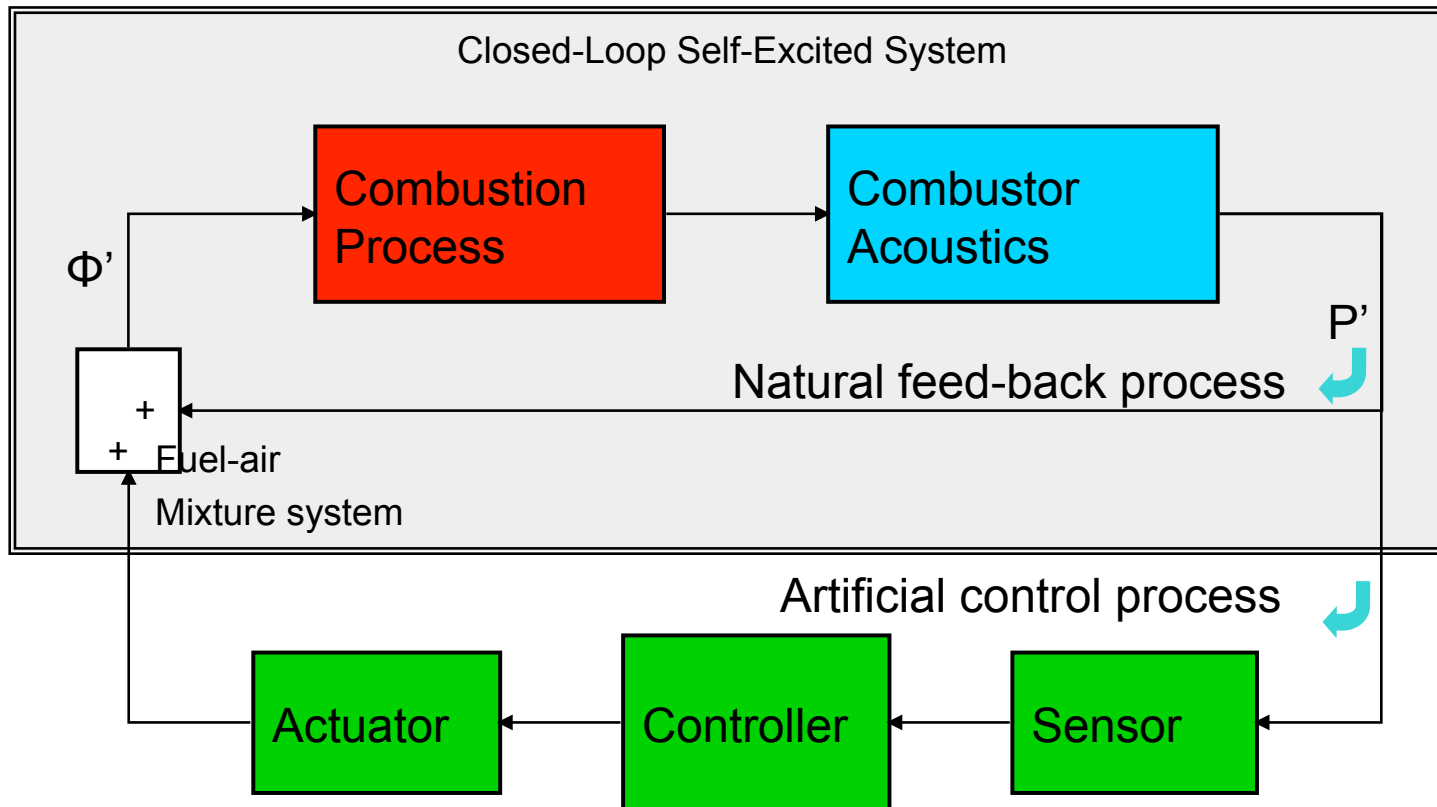 Closed-Loop Self-Excited System
Combustion
Process
Combustor
Acoustics
Φ’
P’
Natural feed-back process
+
+
Fuel-air
Mixture system
Artificial control process
Actuator
Controller
Sensor